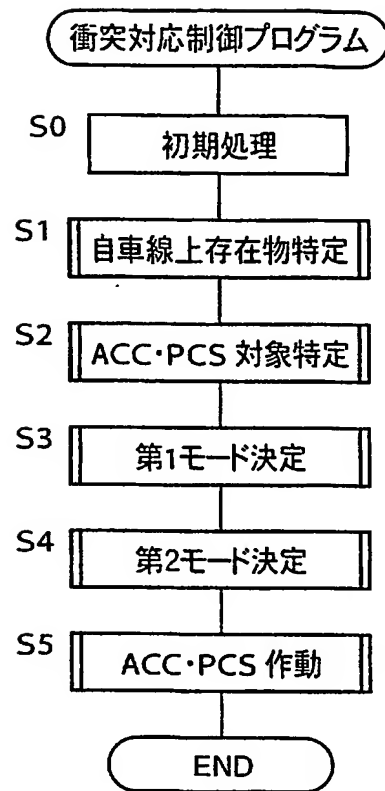 衝突対応制御プログラム
S0
初期処理
S1
自車線上存在物特定
S2
ACC・PCS 対象特定
S3
第1モード決定
S4
第2モード決定
S5
ACC・PCS 作動
END